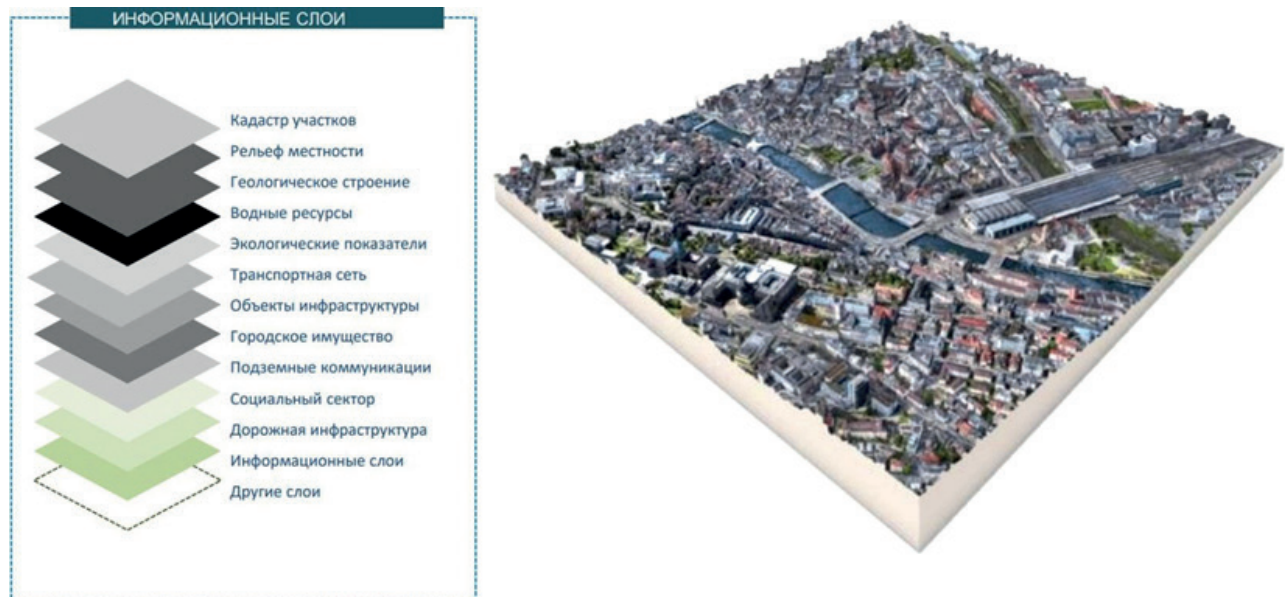 ИНФОРМАЦИОННЫЕ СЛОИ
Кадастр участков
Рельеф местности
Геологическое строение
Водные ресурсы
Экологические показатели
Транспортная сеть
Объекты инфраструктуры
Городское имущество
Подземные коммуникации
Социальный сектор
Дорожная инфраструктура
Информационные слои
Другие слои